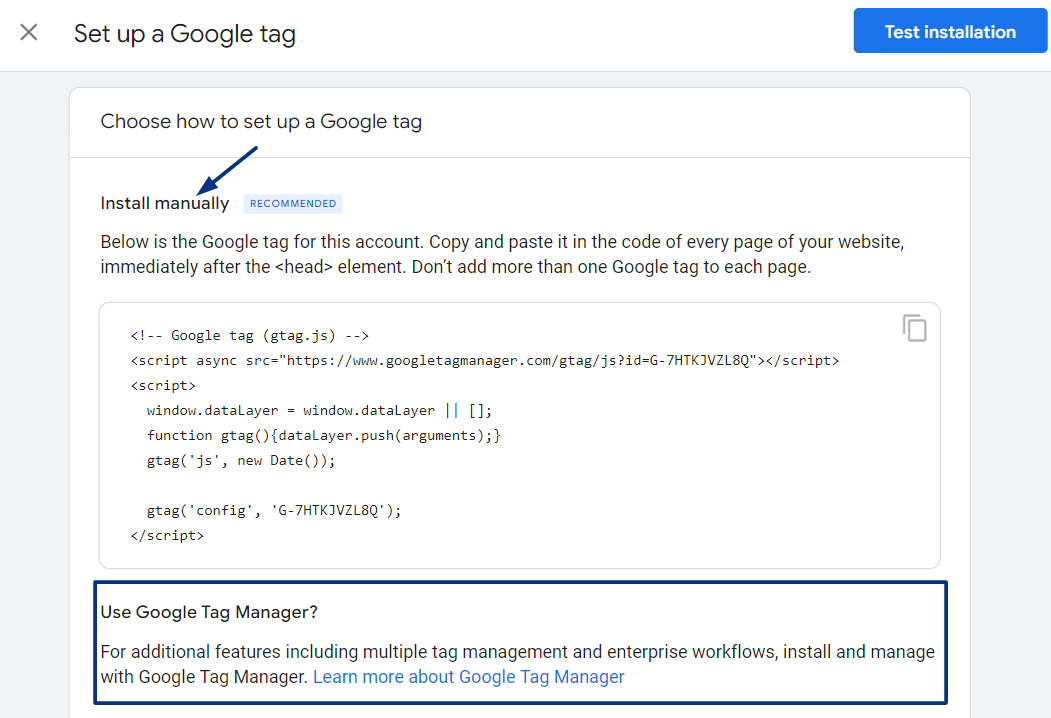 Set up a Google tag
Test installation
Choose how to set up a Google tag
Install manually RECOMMENDED
Below is the Google tag for this account. Copy and paste it in the code of every page of your website,
immediately after the <head> element. Don’t add more than one Google tag to each page.
<!-- Google tag (gtag.js) -->
<script async src="https://www.googletagmanager.com/gtag/js?id=G-7HTKJVZL8Q"></script>
<script>
  window.dataLayer = window.dataLayer || [];
  function gtag(){dataLayer.push(arguments);}
  gtag('js', new Date());
  gtag('config', 'G-7HTKJVZL8Q');
</script>
Use Google Tag Manager?
For additional features including multiple tag management and enterprise workflows, install and manage
with Google Tag Manager. Learn more about Google Tag Manager